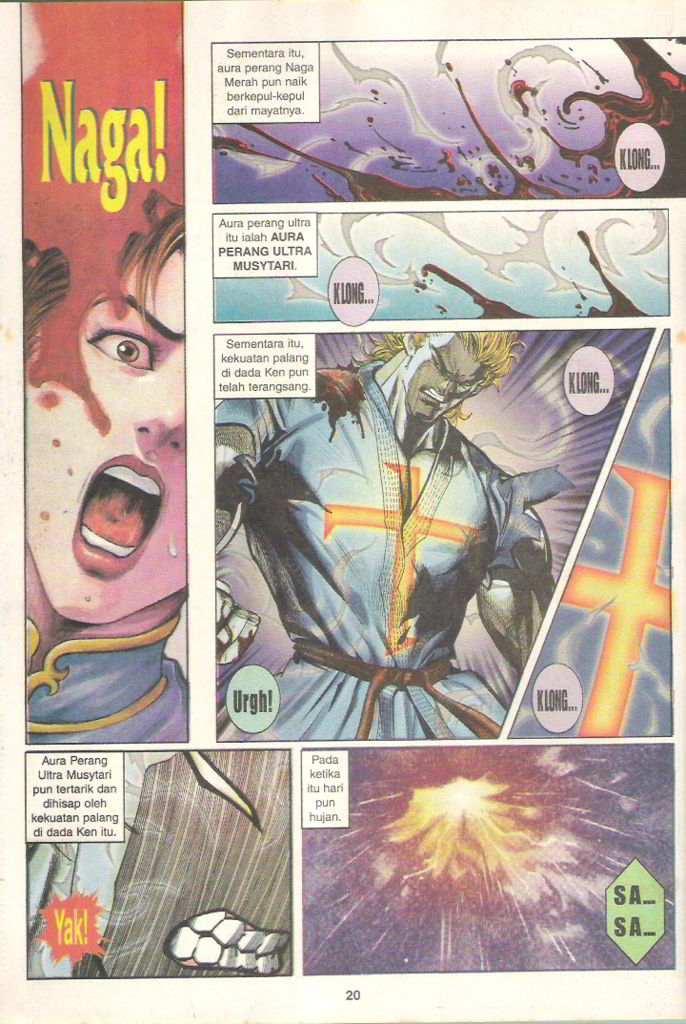 Naga!
Sementara itu,
aura perang Naga
Merah pun naik
berkepul-kepul
dari mayatnya.
KLONG...
Aura perang ultra
itu ialah AURA
PERANG ULTRA
MUSYTARI.
KLONG...
Sementara itu,
kekuatan palang
di dada Ken pun
telah terangsang.
KLONG...
Urgh!
KLONG...
Aura Perang
Ultra Musytari
pun tertarik dan
dihisap oleh
kekuatan palang
di dada Ken itu.
Yak!
Pada
ketika
itu hari
pun
hujan.
SA...
SA...
20